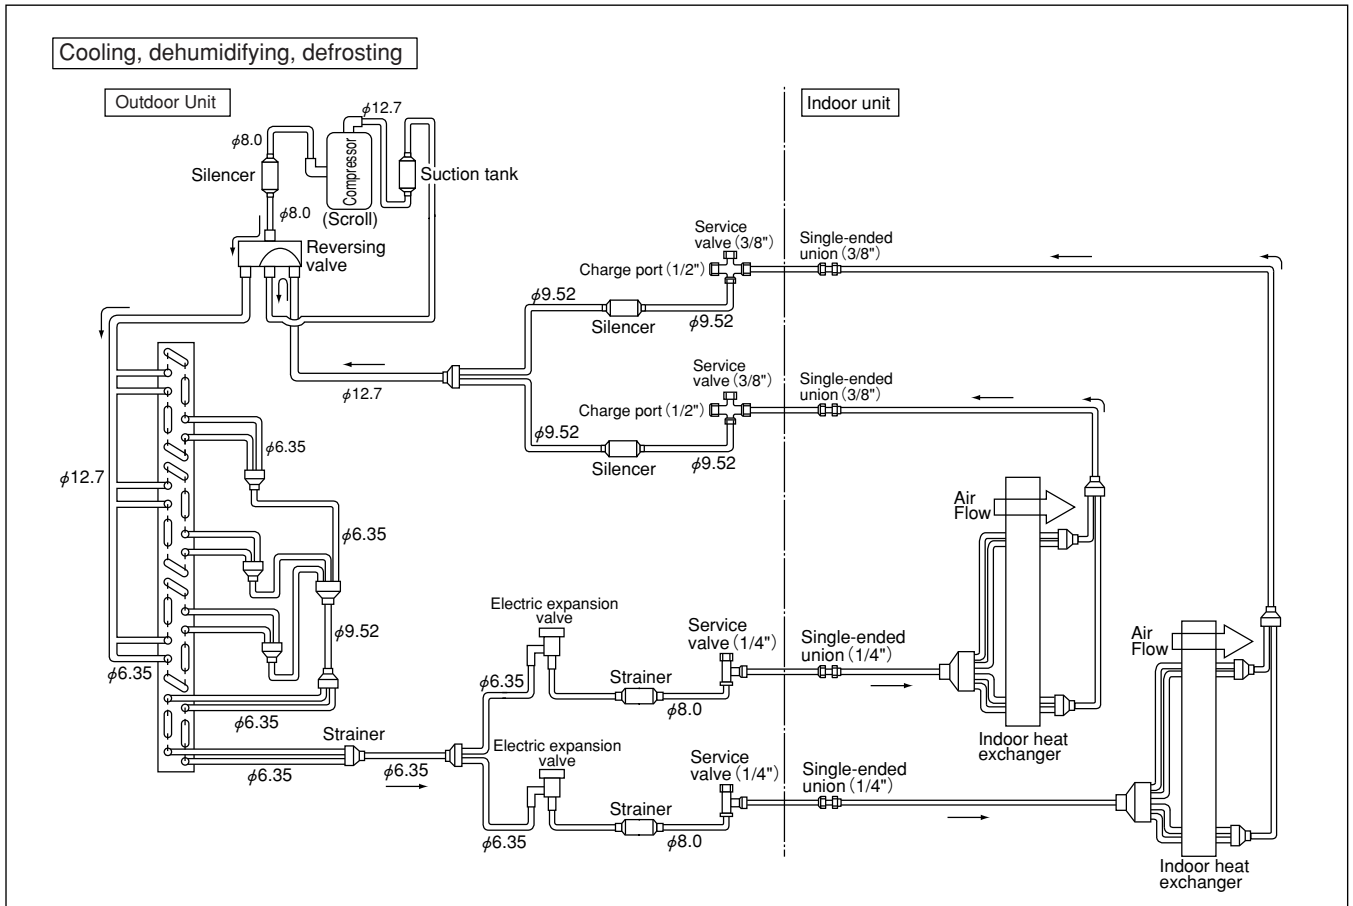 Cooling, dehumidifying, defrosting
Outdoor Unit
Indoor unit
φ12.7
φ8.0
Compressor
Silencer
Suction tank
φ8.0
(Scroll)
Reversing
valve
Service
valve (3/8")
Single-ended
union (3/8")
Charge port (1/2")
φ9.52
Silencer
φ9.52
φ12.7
Service
valve (3/8")
Single-ended
union (3/8")
Charge port (1/2")
φ9.52
Silencer
φ9.52
φ6.35
φ12.7
φ6.35
Air
Flow
φ9.52
Electric expansion
valve
Service
valve (1/4")
Single-ended
union (1/4")
Air
Flow
φ6.35
φ6.35
Strainer
φ8.0
φ6.35
Strainer
φ6.35
φ6.35
Indoor heat
exchanger
Electric expansion
valve
Service
valve (1/4")
Single-ended
union (1/4")
Strainer
φ6.35
φ8.0
Indoor heat
exchanger